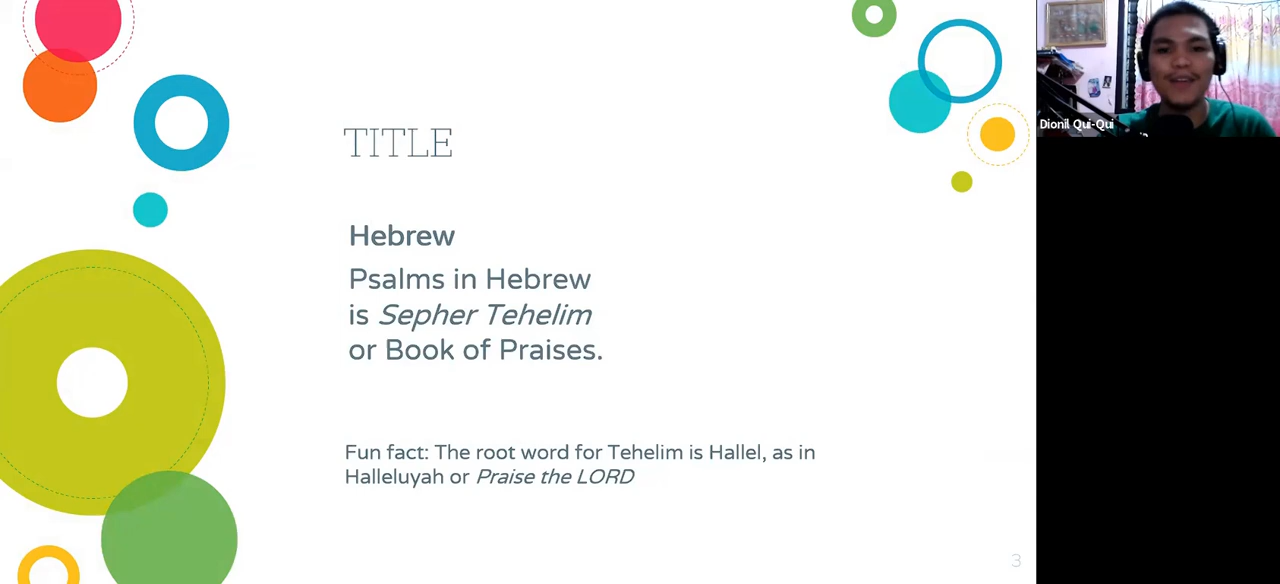 TITLE
Hebrew
Psalms in Hebrew
is Sepher Tehelim
or Book of Praises.
Fun fact: The root word for Tehelim is Hallel, as in
Halleluyah or Praise the LORD
3
Dionil Qui-Qui